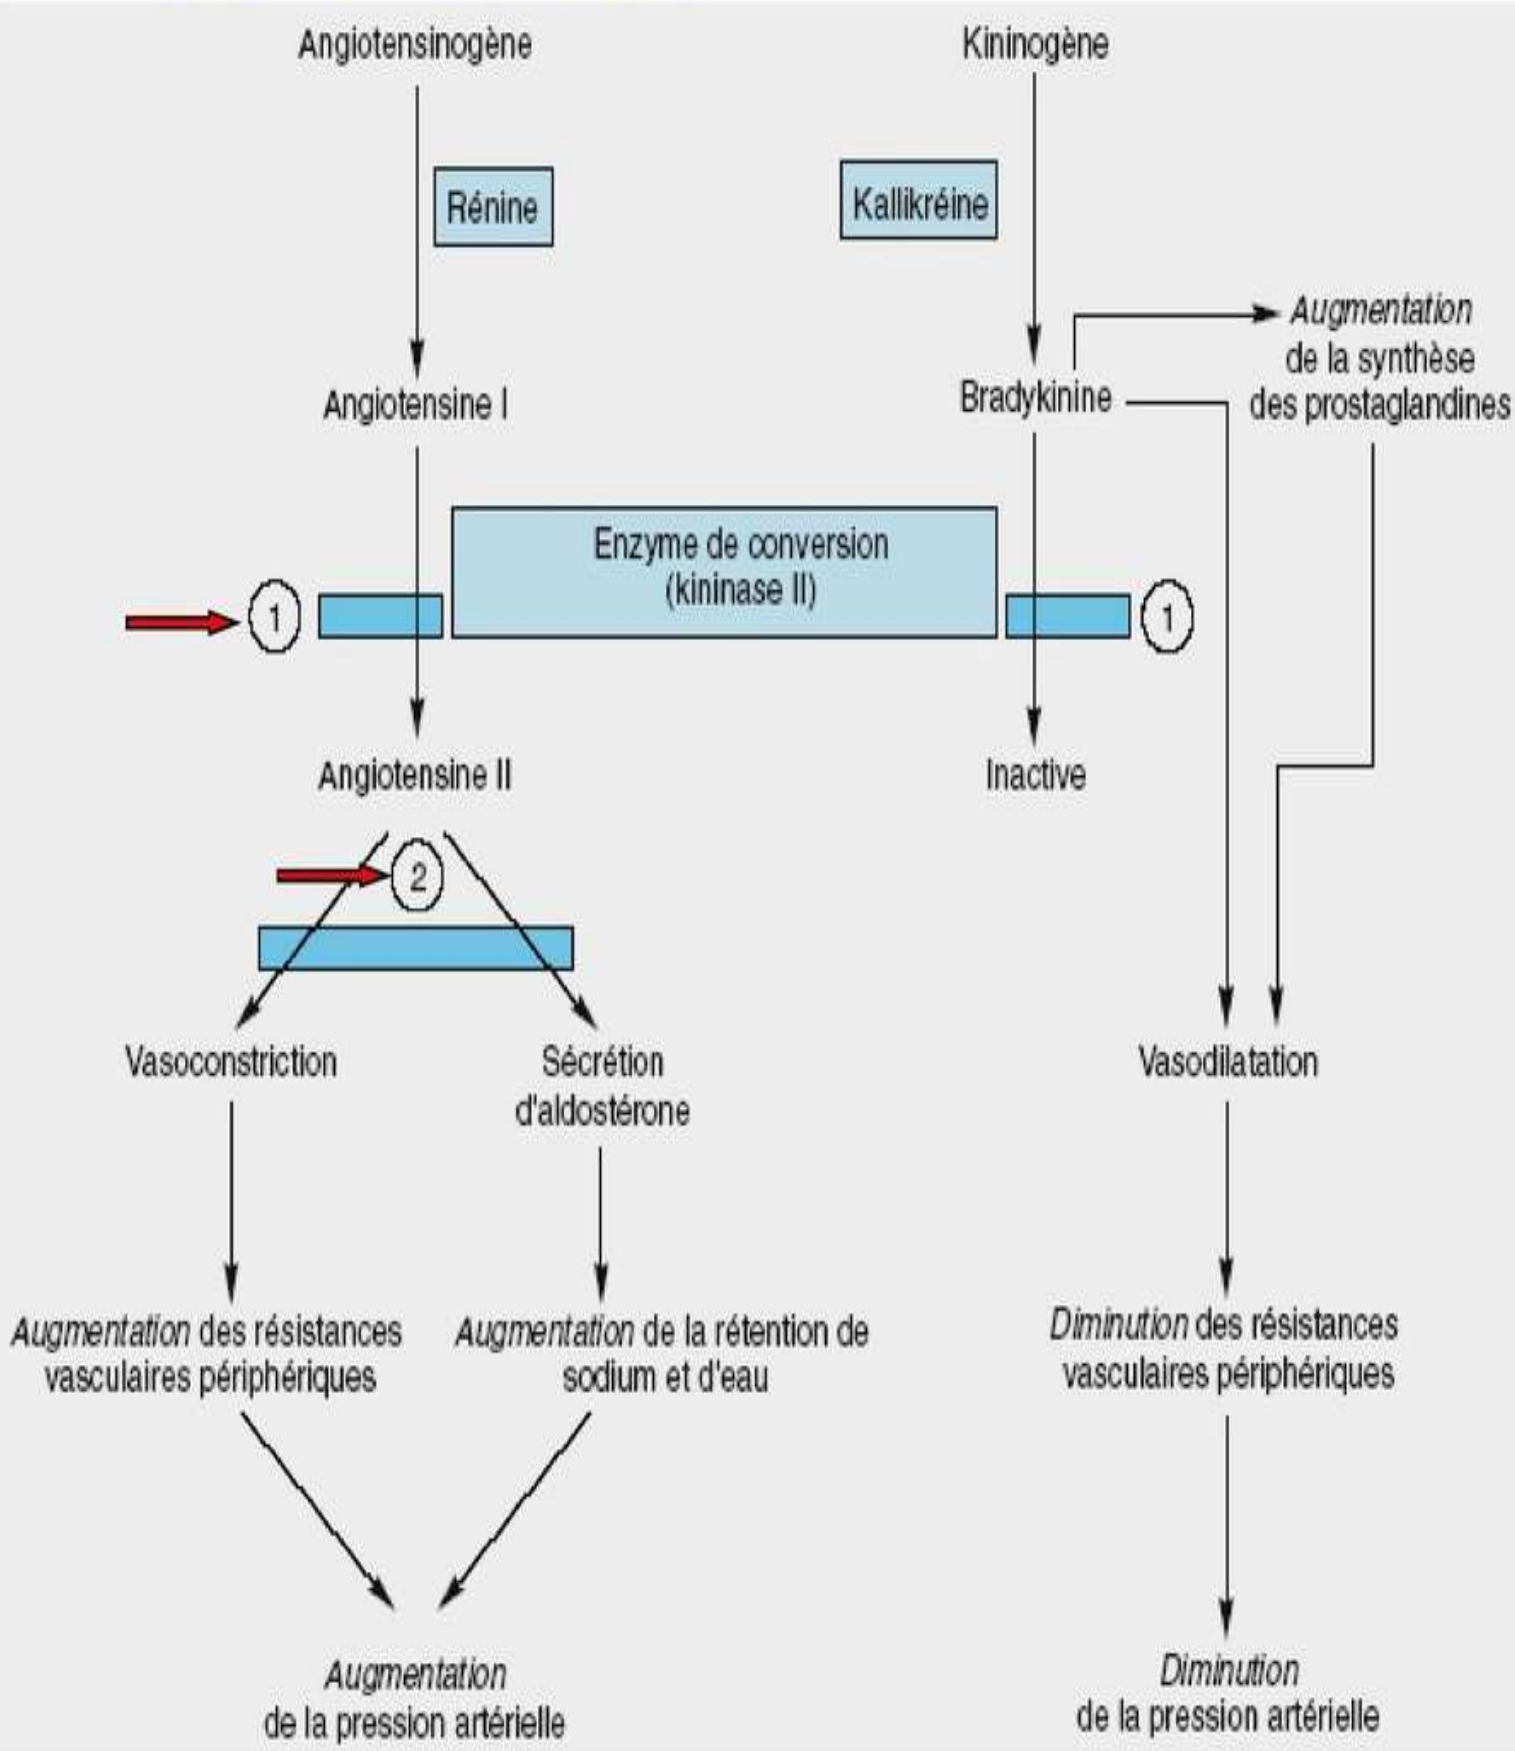 Angiotensinogène
Kininogène
Rénine
Kallikréine
Augmentation
de la synthèse
des prostaglandines
Angiotensine I
Bradykinine
Enzyme de conversion
(kininase II)
1
1
Angiotensine II
Inactive
2
Vasoconstriction
Sécrétion
d'aldostérone
Vasodilatation
Augmentation des résistances
vasculaires périphériques
Augmentation de la rétention de
sodium et d'eau
Diminution des résistances
vasculaires périphériques
Augmentation
de la pression artérielle
Diminution
de la pression artérielle